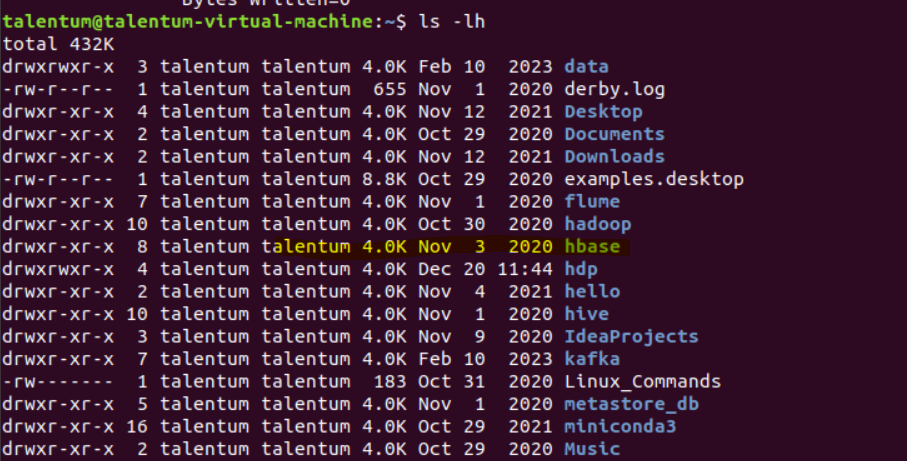 Bytes Written=0
talentum@talentum-virtual-machine:~$ ls -lh
total 432K
drwxrwxr-x  3 talentum talentum 4.0K Feb 10  2023 data
-rw-r--r--  1 talentum talentum  655 Nov  1  2020 derby.log
drwxr-xr-x  4 talentum talentum 4.0K Nov 12  2021 Desktop
drwxr-xr-x  2 talentum talentum 4.0K Oct 29  2020 Documents
drwxr-xr-x  2 talentum talentum 4.0K Nov 12  2021 Downloads
-rw-r--r--  1 talentum talentum 8.8K Oct 29  2020 examples.desktop
drwxr-xr-x  7 talentum talentum 4.0K Nov  1  2020 flume
drwxr-xr-x 10 talentum talentum 4.0K Oct 30  2020 hadoop
drwxr-xr-x  8 talentum talentum 4.0K Nov  3  2020 hbase
drwxrwxr-x  4 talentum talentum 4.0K Dec 20 11:44 hdp
drwxr-xr-x  2 talentum talentum 4.0K Nov  4  2021 hello
drwxr-xr-x 10 talentum talentum 4.0K Nov  1  2020 hive
drwxr-xr-x  3 talentum talentum 4.0K Nov  9  2020 IdeaProjects
drwxr-xr-x  7 talentum talentum 4.0K Feb 10  2023 kafka
-rw-------  1 talentum talentum  183 Oct 31  2020 Linux_Commands
drwxr-xr-x  5 talentum talentum 4.0K Nov  1  2020 metastore_db
drwxr-xr-x 16 talentum talentum 4.0K Oct 29  2021 miniconda3
drwxr-xr-x  2 talentum talentum 4.0K Oct 29  2020 Music